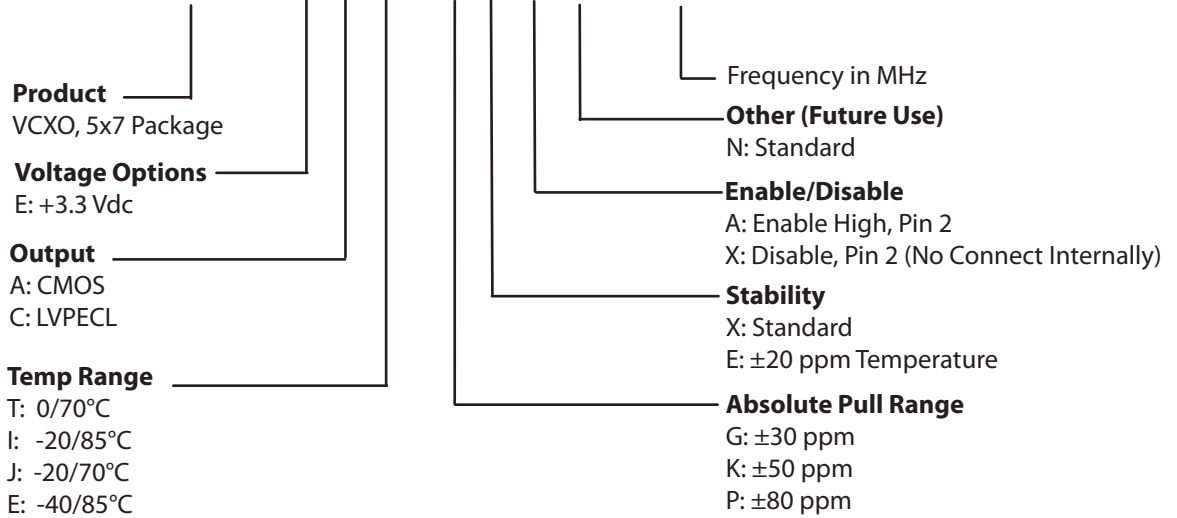 Product
VCXO, 5x7 Package
Voltage Options
E: +3.3 Vdc
Output
A: CMOS
C: LVPECL
Temp Range
T: 0/70°C
I: -20/85°C
J: -20/70°C
E: -40/85°C
Frequency in MHz
Other (Future Use)
N: Standard
Enable/Disable
A: Enable High, Pin 2
X: Disable, Pin 2 (No Connect Internally)
Stability
X: Standard
E: ±20 ppm Temperature
Absolute Pull Range
G: ±30 ppm
K: ±50 ppm
P: ±80 ppm